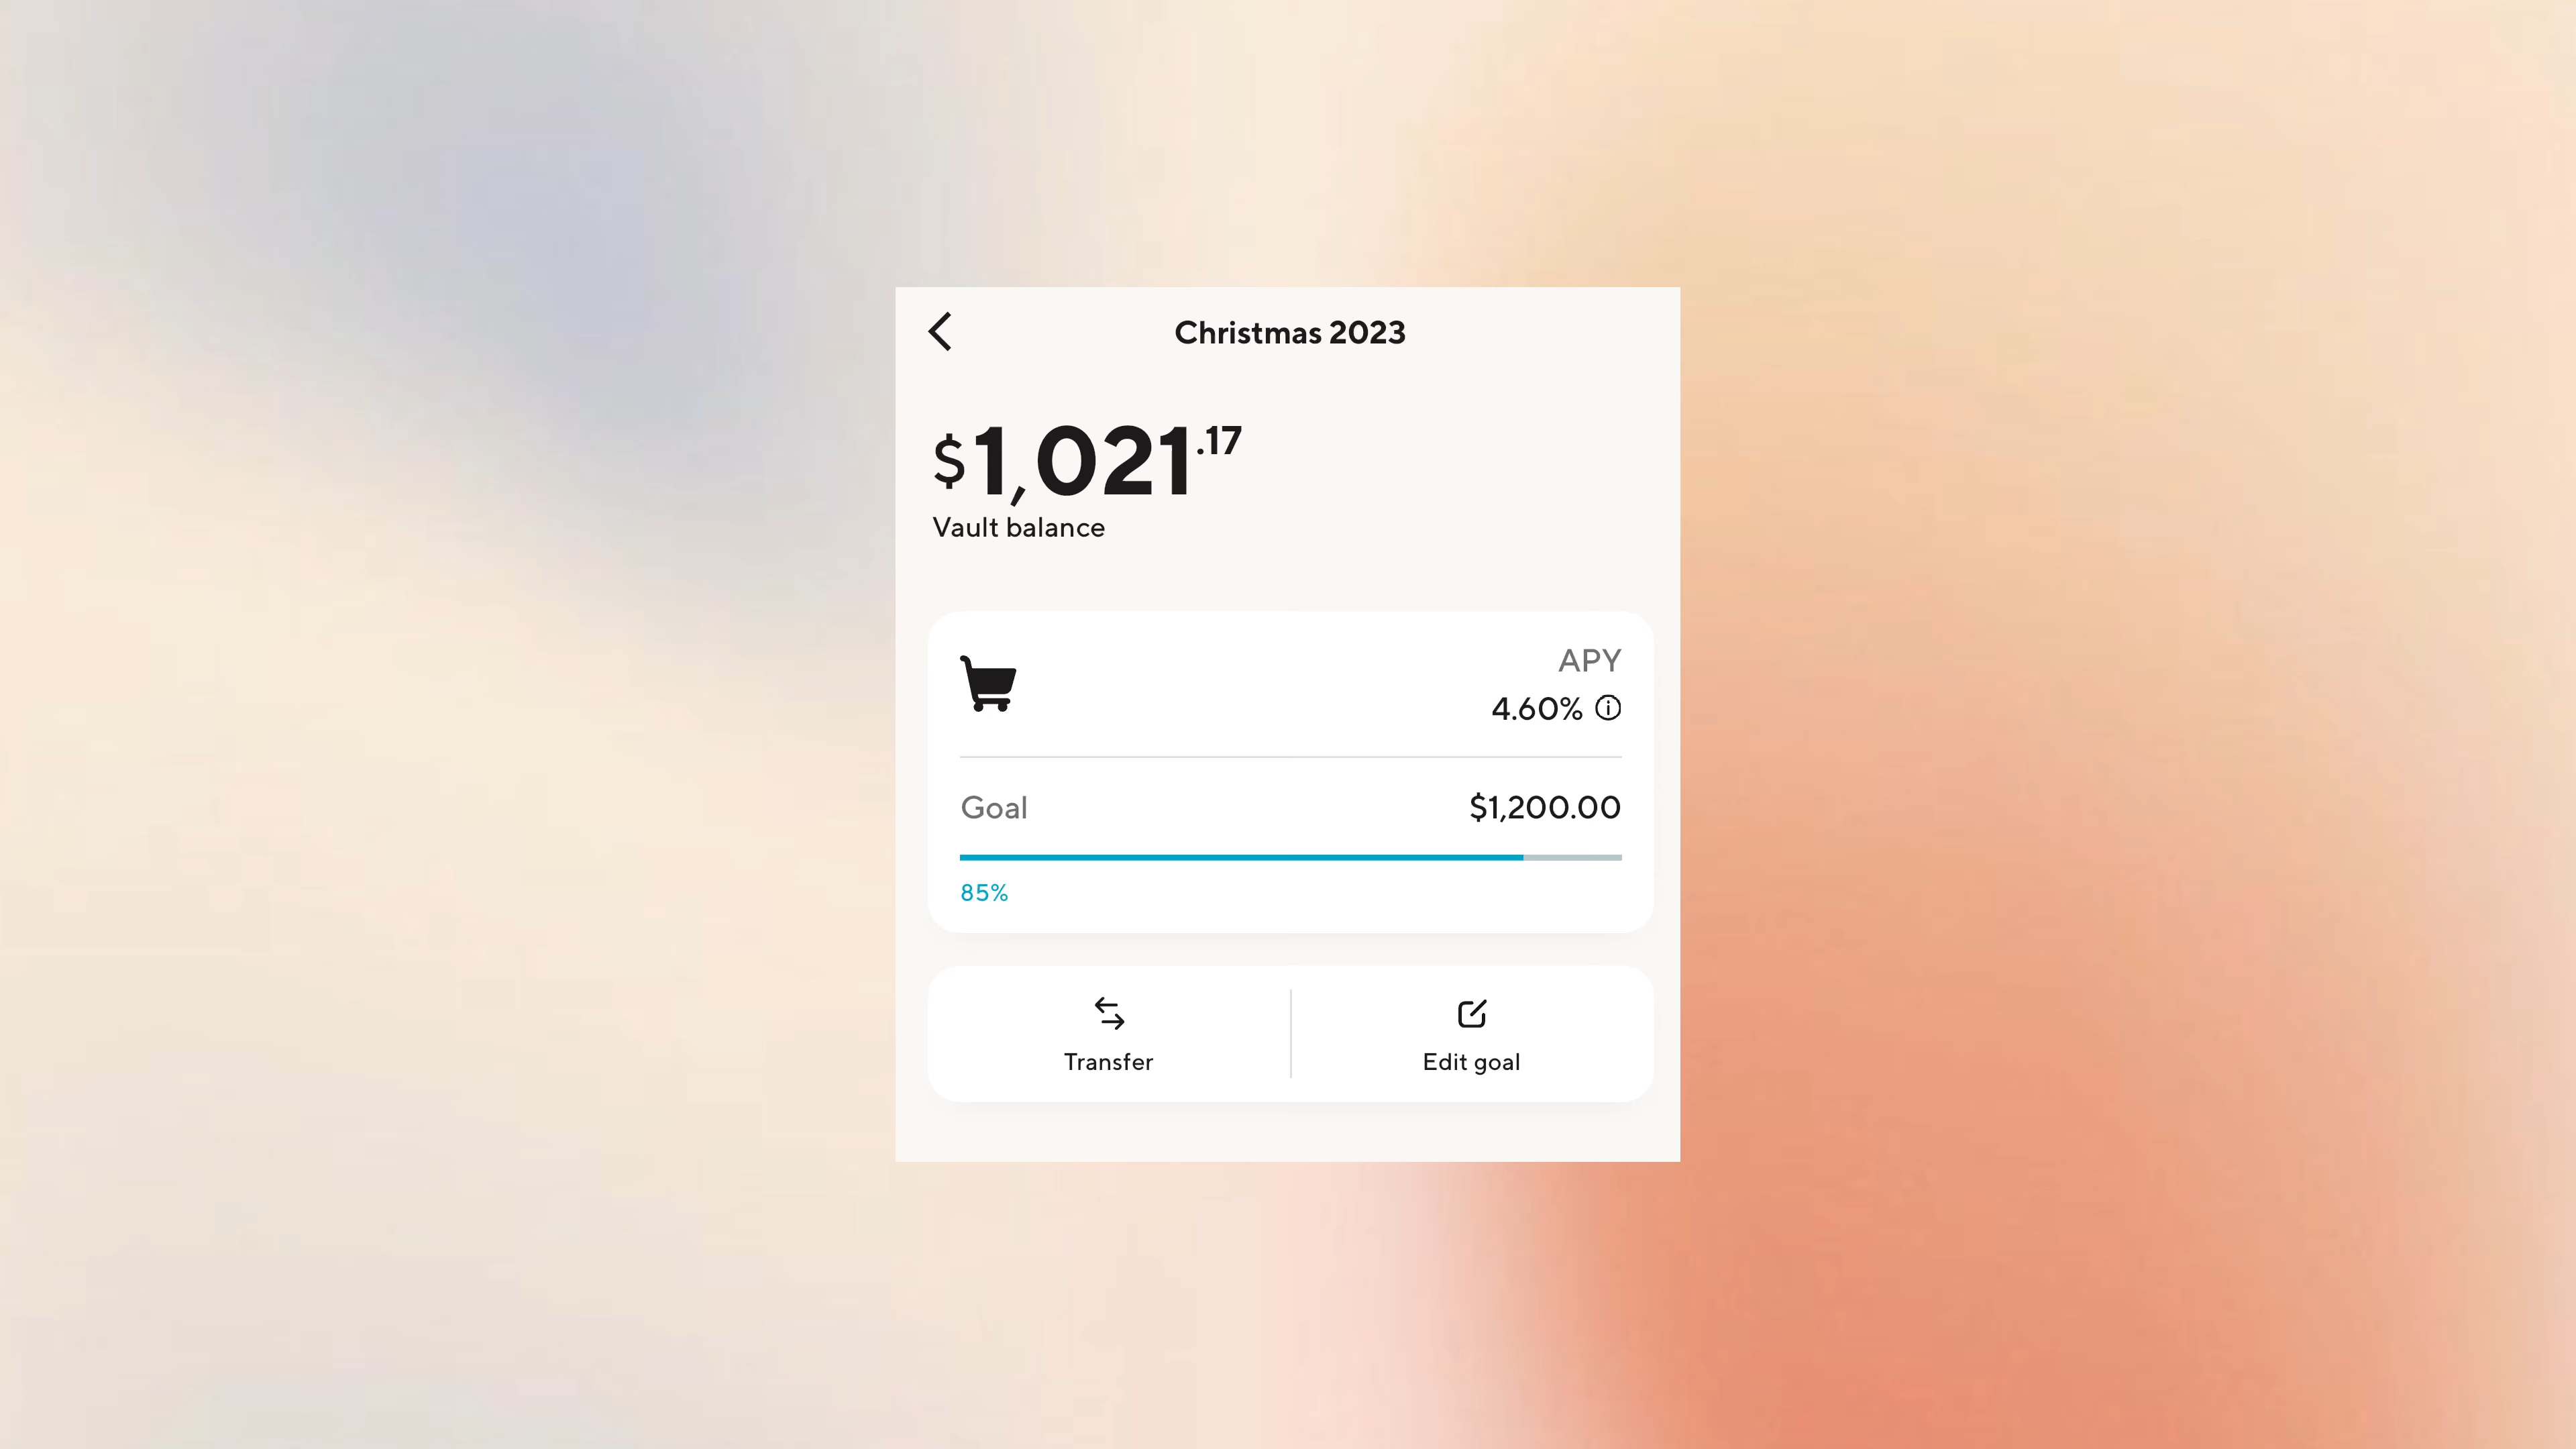 Christmas 2023
$1,021.17
Vault balance
APY
4.60%
Goal
$1,200.00
85%
Transfer
Edit goal